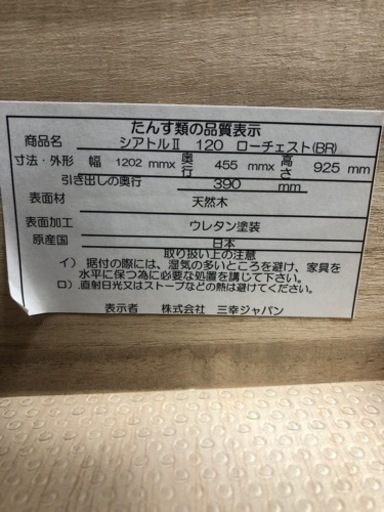 たんす類の品質表示
商品名 シアトルⅡ 120 ローチェスト(BR)
寸法・外形 幅 1202 mmx 奥行 455 mmx 高さ 925 mm
引き出しの奥行 390 mm
表面材 天然木
表面加工 ウレタン塗装
原産国 日本
取り扱い上の注意
イ）据付の際には、湿気の多いところを避け、家具を
水平に保つ為に必要な処置を講じて下さい。
ロ）.直射日光又はストーブなどの熱は避けてください。
表示者 株式会社 三幸ジャパン